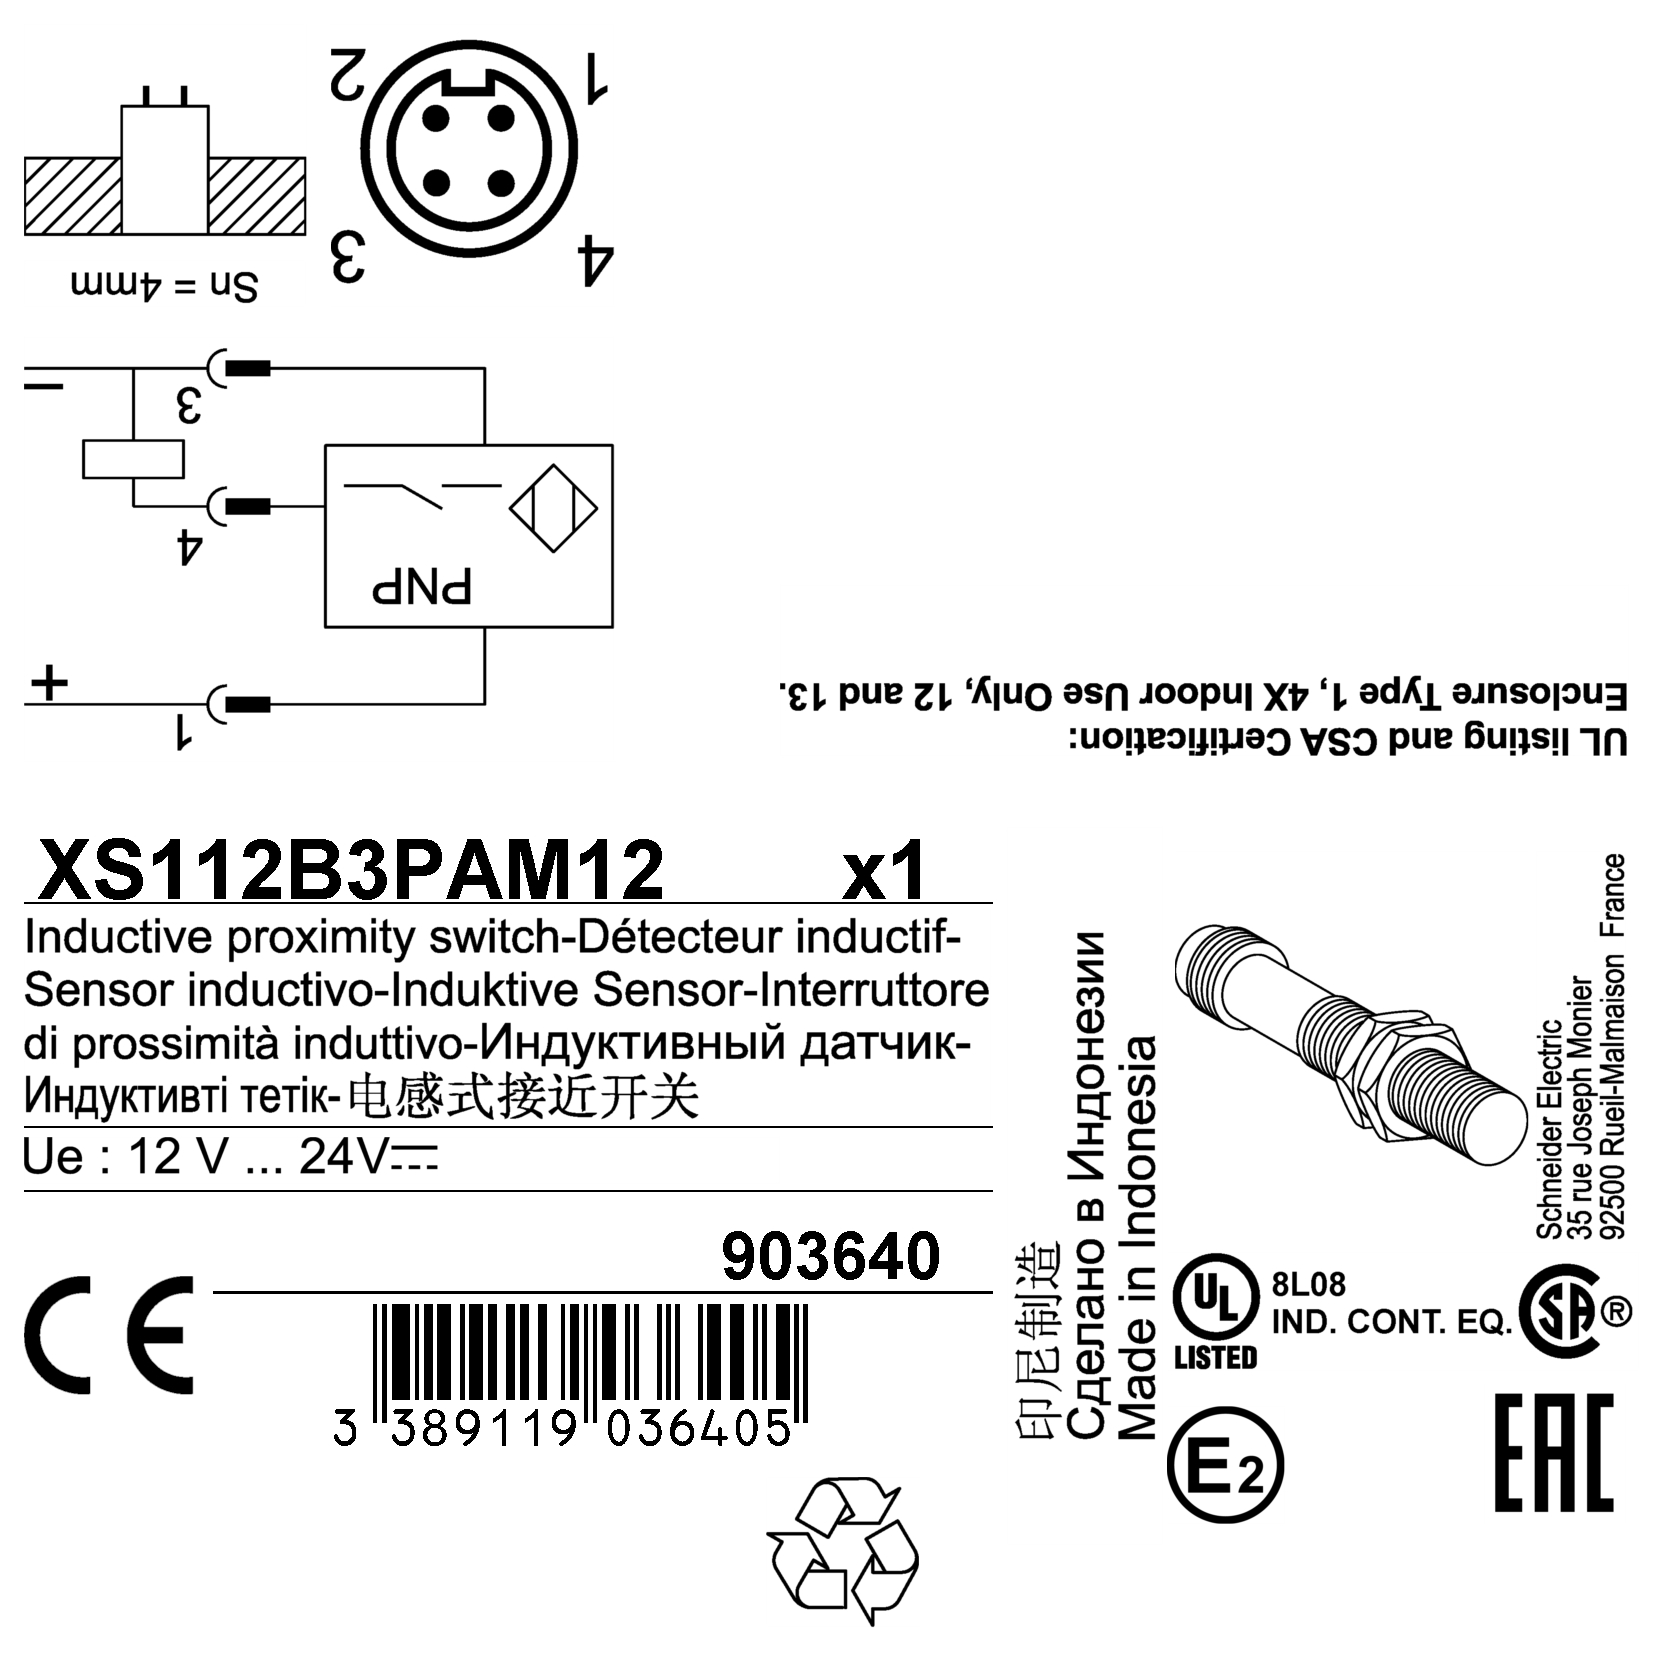 2
1
3
4
Sn = 4mm
–
3
4
PNP
+
1
UL listing and CSA Certification:
Enclosure Type 1, 4X Indoor Use Only, 12 and 13.
XS112B3PAM12 x1
Inductive proximity switch-Détecteur inductif-
Sensor inductivo-Induktive Sensor-Interruttore
di prossimità induttivo-Индуктивный датчик-
Индуктивті тетік-电感式接近开关
Ue : 12 V ... 24V
903640
CE
3 389119 036405
印尼制造
Сделано в Индонезии
Made in Indonesia
Schneider Electric
35 rue Joseph Monier
92500 Rueil-Malmaison France
UL
LISTED
8L08
IND. CONT. EQ.
SA ®
E2
EAC